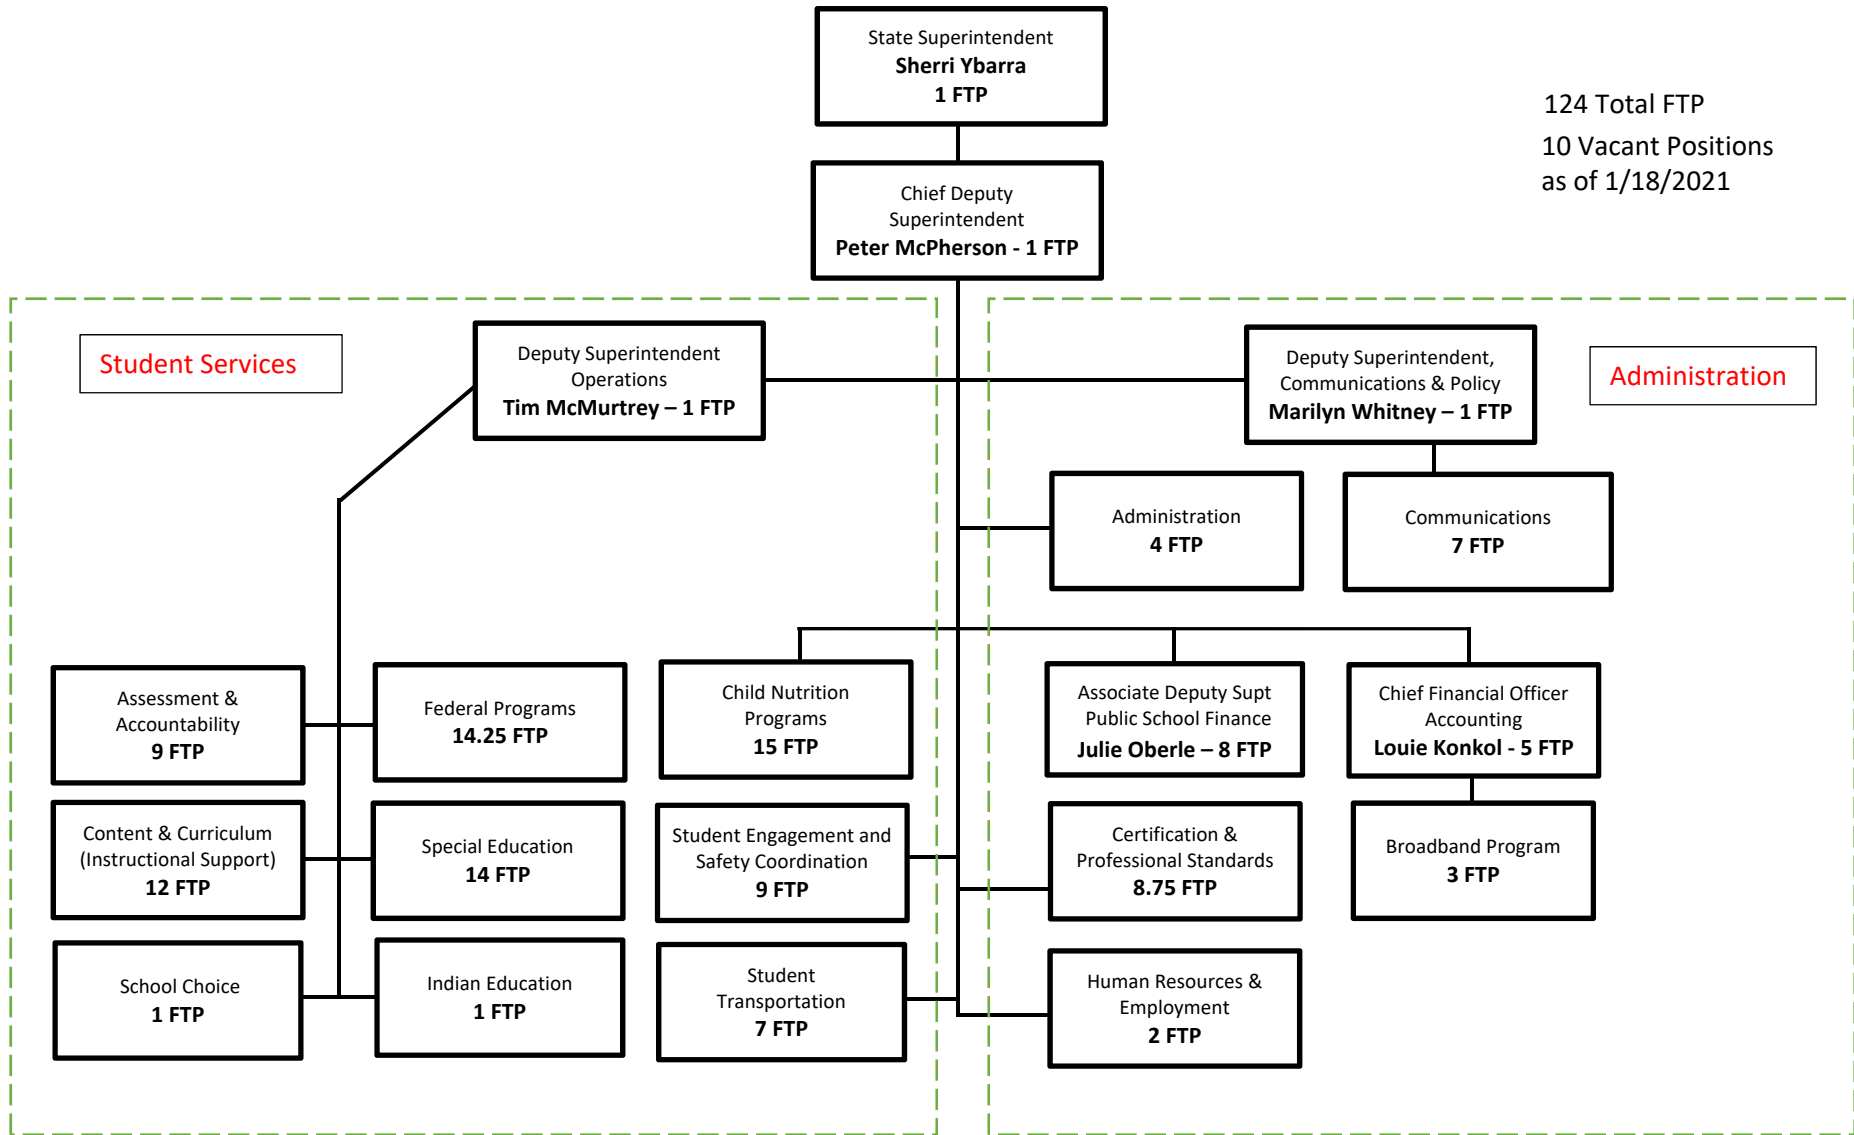 State Superintendent
Sherri Ybarra
1 FTP
124 Total FTP
10 Vacant Positions
as of 1/18/2021
Chief Deputy
Superintendent
Peter McPherson - 1 FTP
Student Services
Deputy Superintendent
Operations
Tim McMurtrey – 1 FTP
Deputy Superintendent,
Communications & Policy
Marilyn Whitney – 1 FTP
Administration
Administration
4 FTP
Communications
7 FTP
Assessment &
Accountability
9 FTP
Federal Programs
14.25 FTP
Child Nutrition
Programs
15 FTP
Associate Deputy Supt
Public School Finance
Julie Oberle – 8 FTP
Chief Financial Officer
Accounting
Louie Konkol - 5 FTP
Content & Curriculum
(Instructional Support)
12 FTP
Special Education
14 FTP
Student Engagement and
Safety Coordination
9 FTP
Certification &
Professional Standards
8.75 FTP
Broadband Program
3 FTP
School Choice
1 FTP
Indian Education
1 FTP
Student
Transportation
7 FTP
Human Resources &
Employment
2 FTP